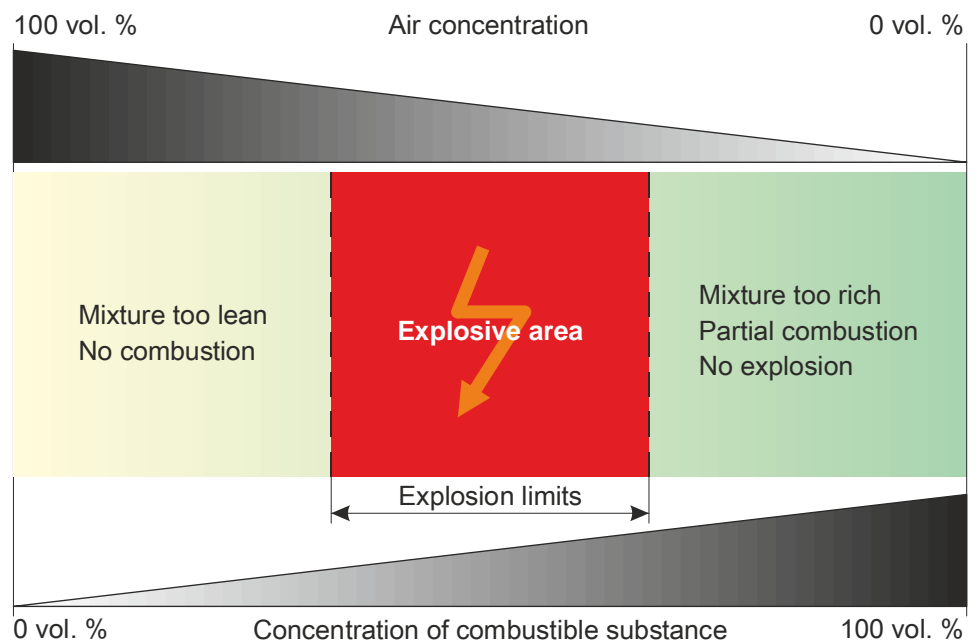 100 vol. %
Air concentration
0 vol. %
Mixture too lean
No combustion
Explosive area
Mixture too rich
Partial combustion
No explosion
Explosion limits
0 vol. %
Concentration of combustible substance
100 vol. %